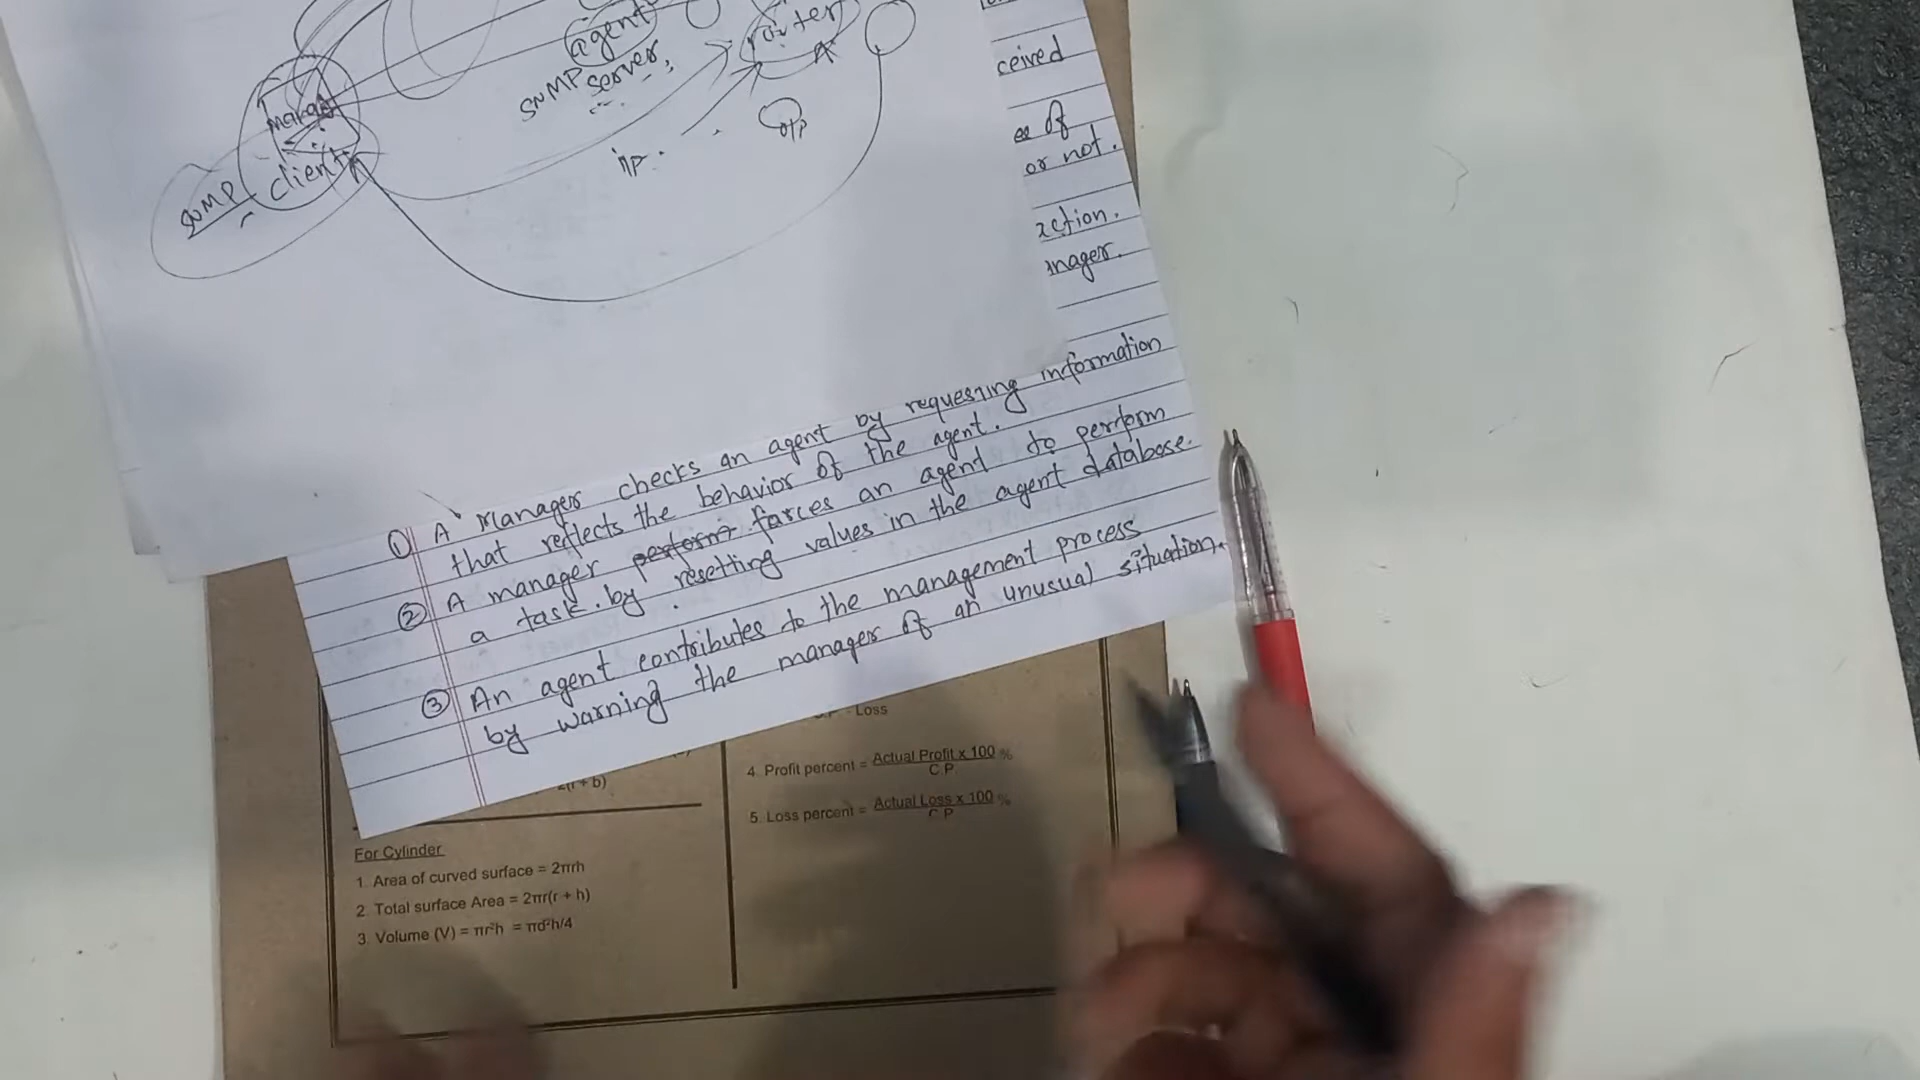 agent
router
SNMP server,
manager
client
SNMP
i/p.
o/p
ceived
of
or not.
action.
anager.
① A Manager checks an agent by requesting information
that reflects the behavior of the agent.
② A manager perform forces an agent to perform
a task by resetting values in the agent database.
③ An agent contributes to the management process
by warning the manager of an unusual situation.
- Loss
4. Profit percent = Actual Profit x 100 % / C.P.
5. Loss percent = Actual Loss x 100 % / C.P
For Cylinder
1. Area of curved surface = 2πrh
2. Total surface Area = 2πr(r + h)
3. Volume (V) = πr²h = πd²h/4